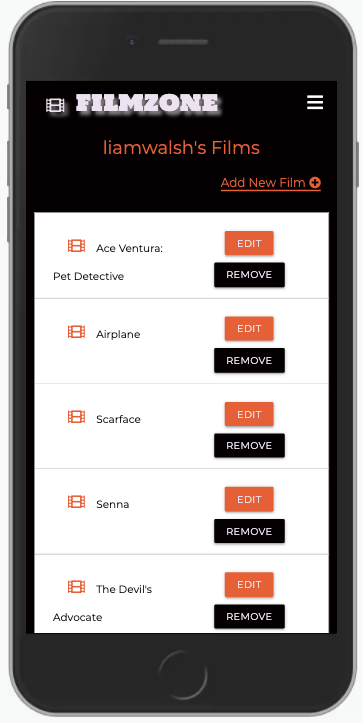 FILMZONE
liamwalsh's Films
Add New Film
Ace Ventura:
Pet Detective
EDIT
REMOVE
Airplane
EDIT
REMOVE
Scarface
EDIT
REMOVE
Senna
EDIT
REMOVE
The Devil's
Advocate
EDIT
REMOVE